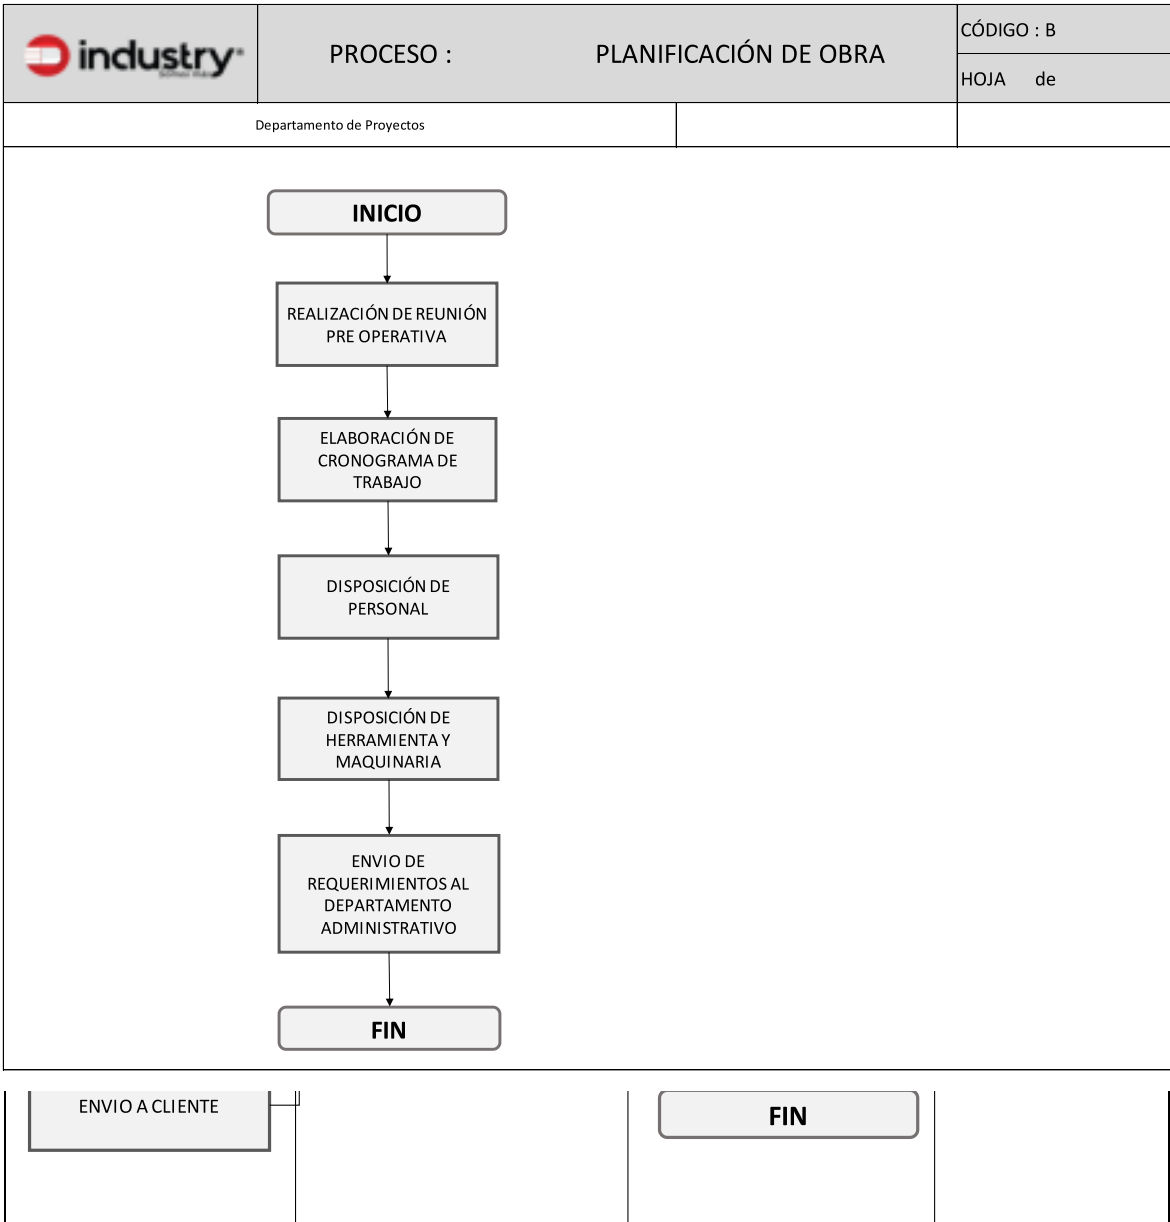 industry
PROCESO :
PLANIFICACIÓN DE OBRA
CÓDIGO : B
HOJA de
Departamento de Proyectos
INICIO
REALIZACIÓN DE REUNIÓN
PRE OPERATIVA
ELABORACIÓN DE
CRONOGRAMA DE
TRABAJO
DISPOSICIÓN DE
PERSONAL
DISPOSICIÓN DE
HERRAMIENTA Y
MAQUINARIA
ENVIO DE
REQUERIMIENTOS AL
DEPARTAMENTO
ADMINISTRATIVO
FIN
ENVIO A CLIENTE
FIN